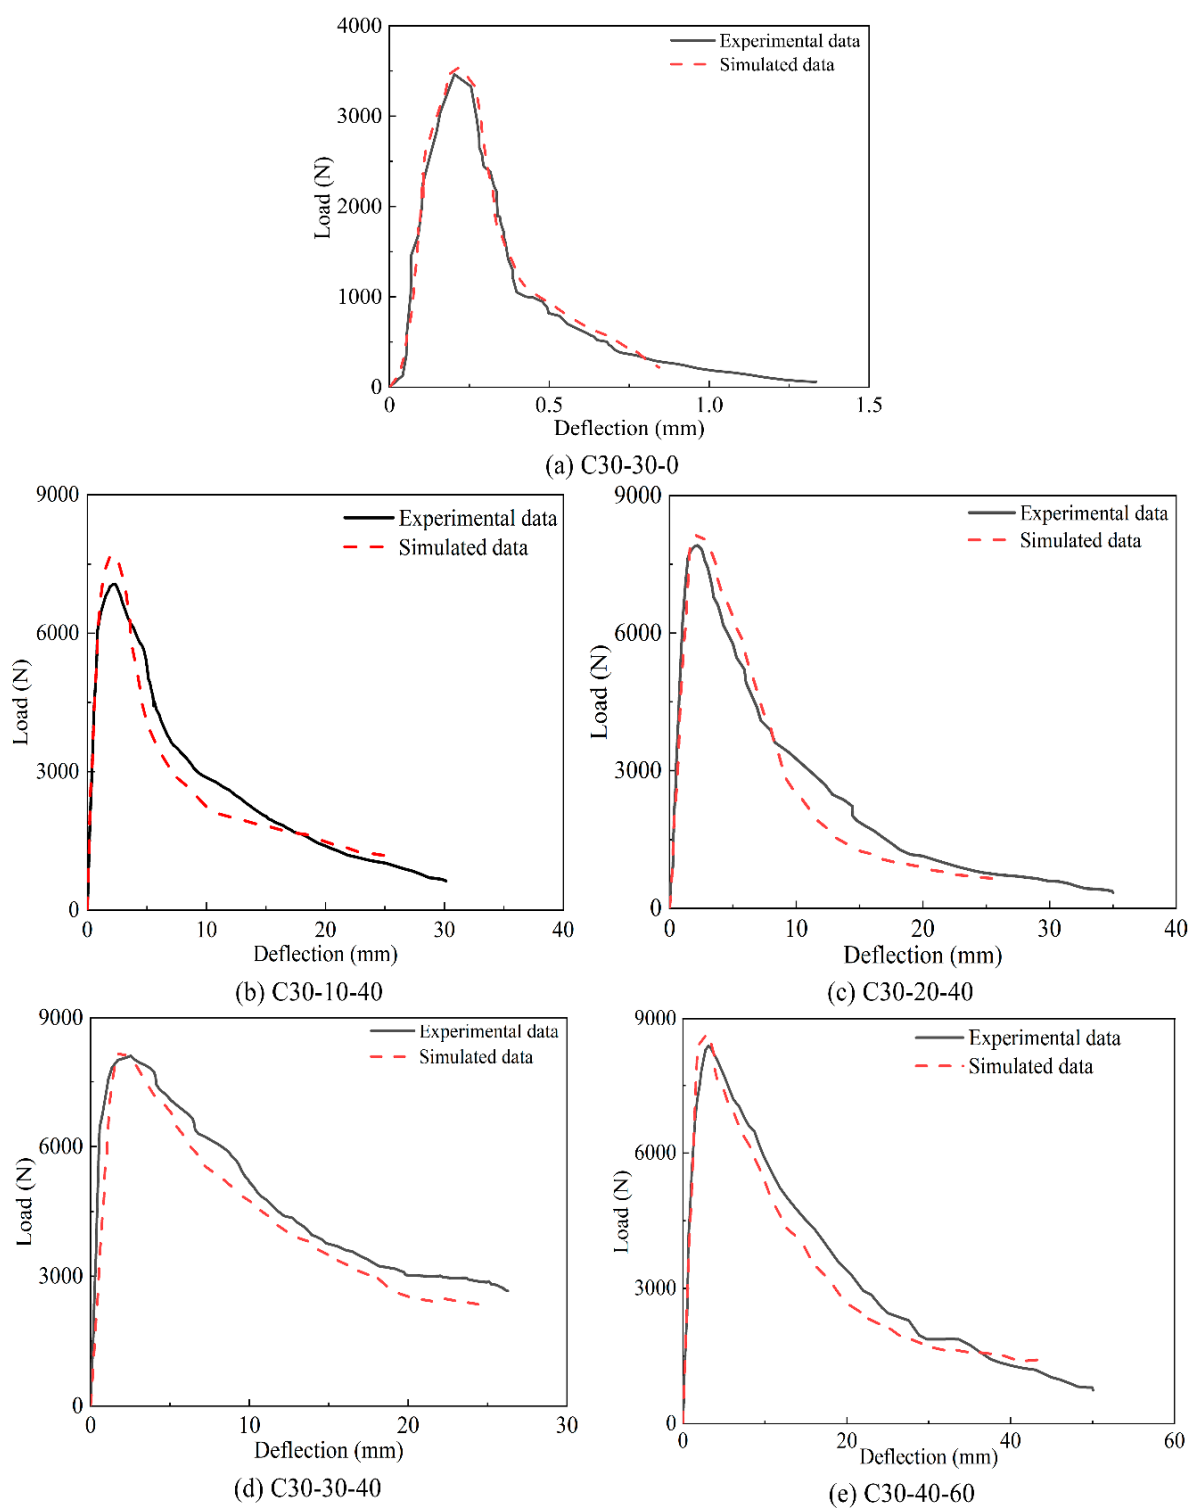 4000
Experimental data
Simulated data
3000
Load (N)
2000
1000
0
0
0.5
1.0
1.5
Deflection (mm)
(a) C30-30-0
9000
Experimental data
Simulated data
6000
Load (N)
3000
0
0
10
20
30
40
Deflection (mm)
(b) C30-10-40
9000
Experimental data
Simulated data
6000
Load (N)
3000
0
0
10
20
30
40
Deflection (mm)
(c) C30-20-40
9000
Experimental data
Simulated data
6000
Load (N)
3000
0
0
10
20
30
Deflection (mm)
(d) C30-30-40
9000
Experimental data
Simulated data
6000
Load (N)
3000
0
0
20
40
60
Deflection (mm)
(e) C30-40-60